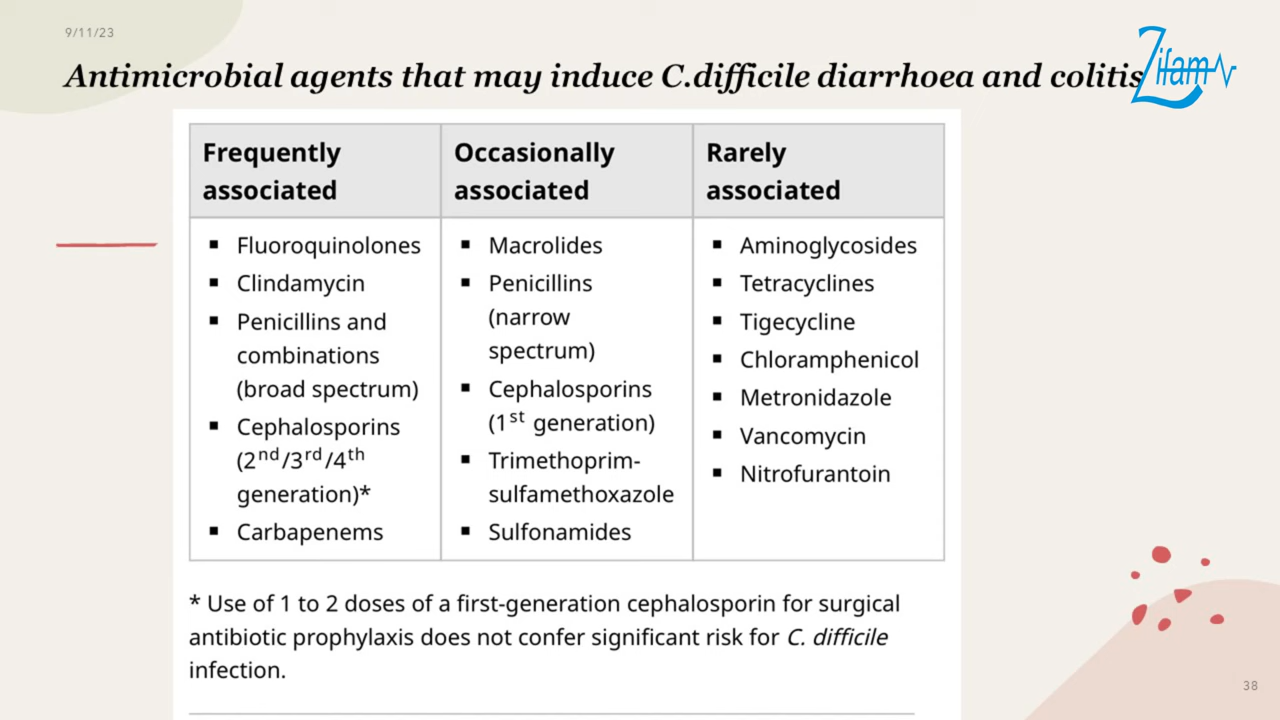 9/11/23
Antimicrobial agents that may induce C.difficile diarrhoea and colitis
Zifam
Frequently
associated
Occasionally
associated
Rarely
associated
▪ Fluoroquinolones
▪ Clindamycin
▪ Penicillins and
combinations
(broad spectrum)
▪ Cephalosporins
(2nd/3rd/4th
generation)*
▪ Carbapenems
▪ Macrolides
▪ Penicillins
(narrow
spectrum)
▪ Cephalosporins
(1st generation)
▪ Trimethoprim-
sulfamethoxazole
▪ Sulfonamides
▪ Aminoglycosides
▪ Tetracyclines
▪ Tigecycline
▪ Chloramphenicol
▪ Metronidazole
▪ Vancomycin
▪ Nitrofurantoin
* Use of 1 to 2 doses of a first-generation cephalosporin for surgical
antibiotic prophylaxis does not confer significant risk for C. difficile
infection.
38